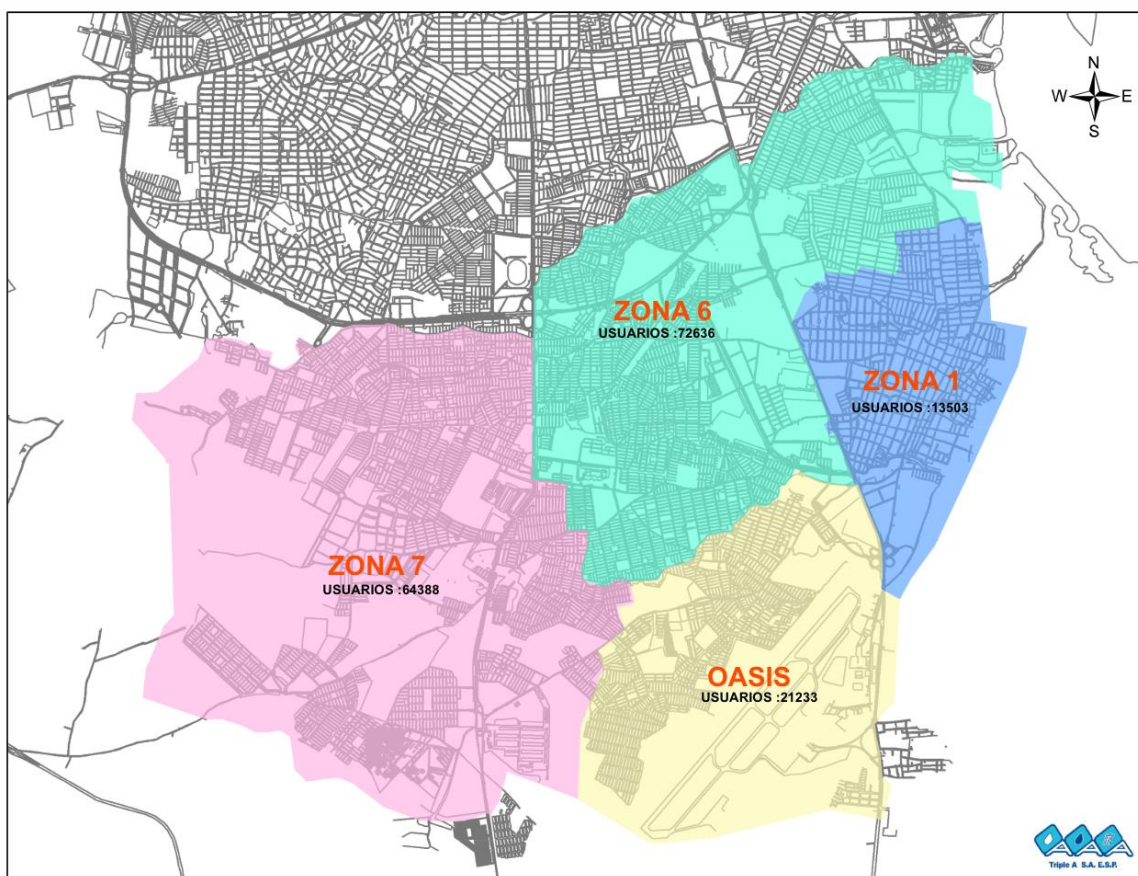 N
W E
S
ZONA 6
USUARIOS :72636
ZONA 1
USUARIOS :13503
ZONA 7
USUARIOS :64388
OASIS
USUARIOS :21233
Triple A S.A. E.S.P.